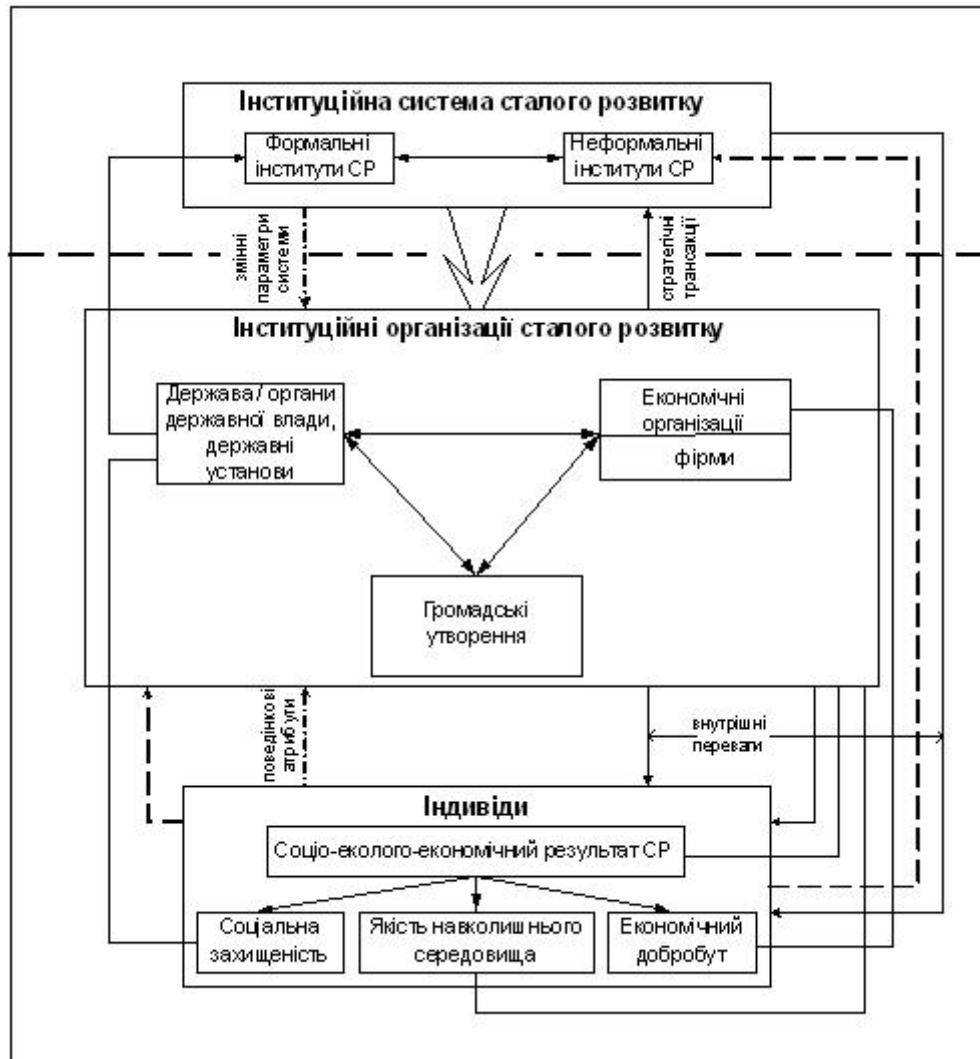 Інституційна система сталого розвитку
Формальні
інститути СР
Неформальні
інститути СР
змінні
параметри
системи
стратегічні
трансакції
Інституційні організації сталого розвитку
Держава / органи
державної влади,
державні
установи
Економічні
організації
фірми
Громадські
утворення
поведінкові
атрибути
внутрішні
переваги
Індивіди
Соціо-еколого-економічний результат СР
Соціальна
захищеність
Якість навколишнього
середовища
Економічний
добробут